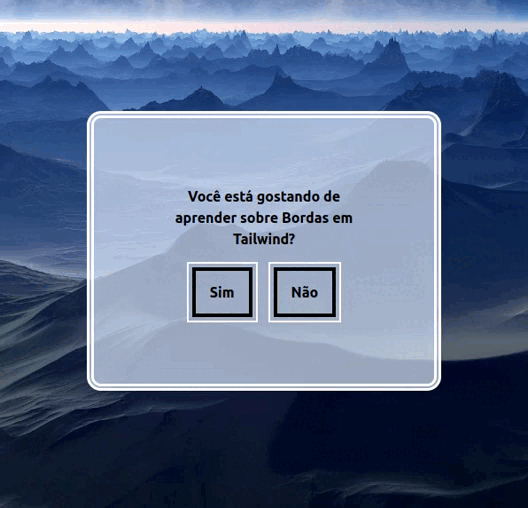 Você está gostando de
aprender sobre Bordas em
Tailwind?
Sim Não